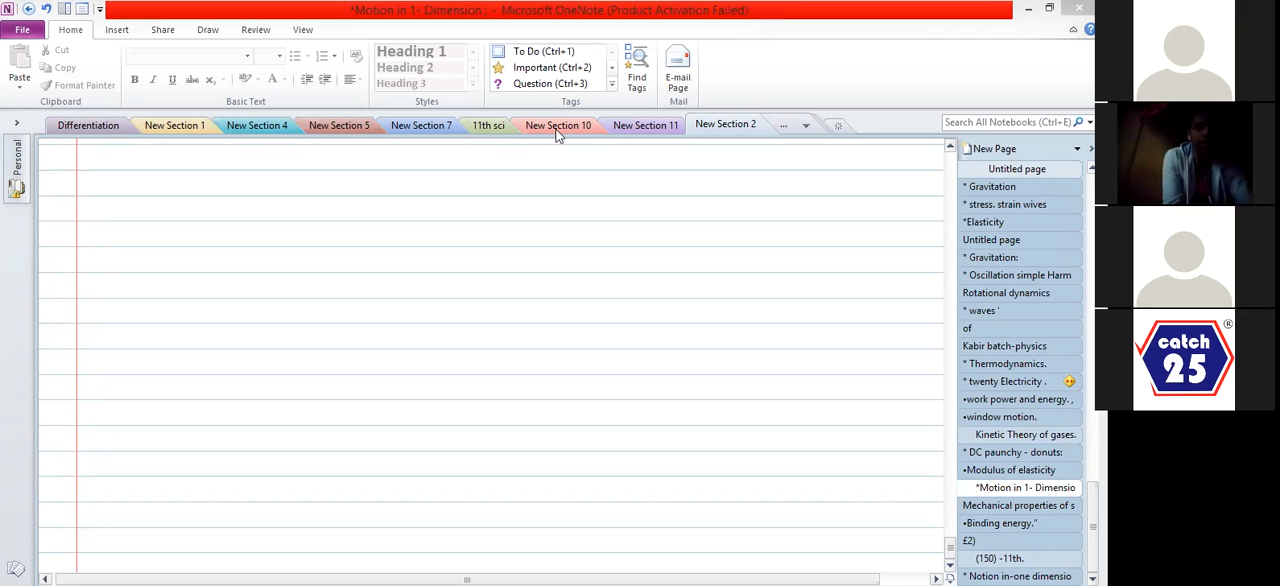 *Motion in 1- Dimension ; - Microsoft OneNote (Product Activation Failed)
File Home Insert Share Draw Review View
Paste
Cut
Copy
Format Painter
Clipboard
B I U abc X₂ A
Basic Text
Heading 1
Heading 2
Heading 3
Styles
To Do (Ctrl+1)
Important (Ctrl+2)
? Question (Ctrl+3)
Tags
Find
Tags
E-mail
Page
Mail
Differentiation New Section 1 New Section 4 New Section 5 New Section 7 11th sci New Section 10 New Section 11 New Section 2 ...
Search All Notebooks (Ctrl+E)
Personal
New Page
Untitled page
* Gravitation
* stress. strain wives
*Elasticity
Untitled page
* Gravitation:
* Oscillation simple Harm
Rotational dynamics
* waves '
of
Kabir batch-physics
* Thermodynamics.
* twenty Electricity .
•work power and energy. ,
•window motion.
Kinetic Theory of gases.
* DC paunchy - donuts:
•Modulus of elasticity
*Motion in 1- Dimensio
Mechanical properties of s
•Binding energy."
£2)
(150) -11th.
* Notion in-one dimensio
catch
25
®